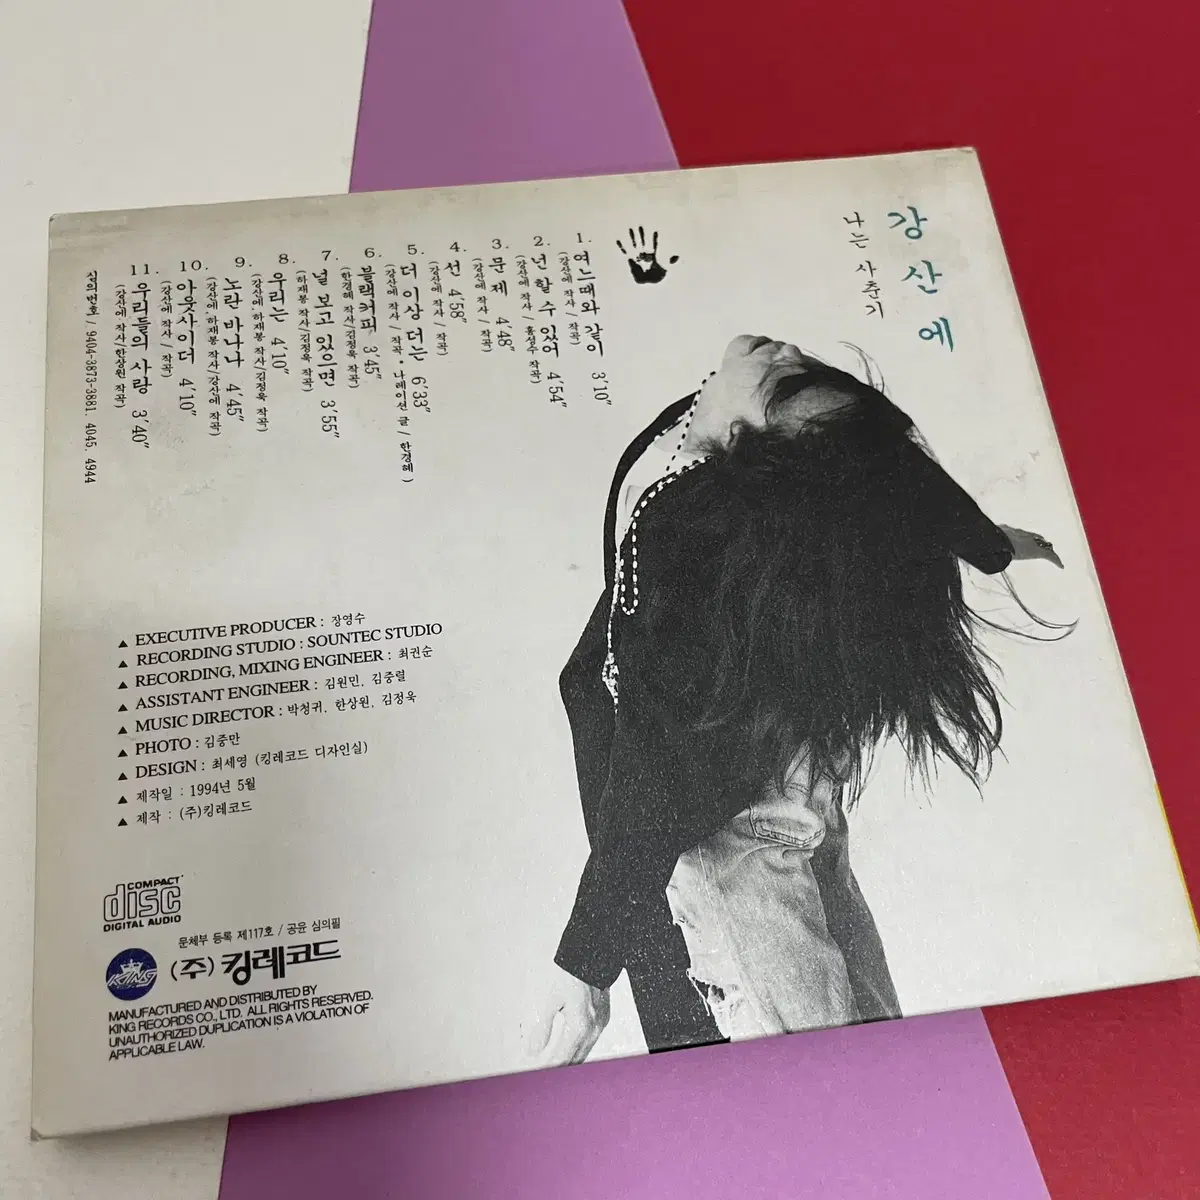 강산에
나는 사춘기
1. 여느때와 같이 3'10"
(강산에 작사 / 작곡)
2. 넌 할 수 있어 4'54"
(강산에 작사 / 홍성수 작곡)
3. 문제 4'48"
(강산에 작사 / 작곡)
4. 선 4'58"
(강산에 작사 / 작곡)
5. 더 이상 더는 6'33"
(강산에 작사 / 작곡 · 나레이션 글 / 한경혜)
6. 블랙커피 3'45"
(한경혜 작사/김정욱 작곡)
7. 널 보고 있으면 3'55"
(하재봉 작사/김정욱 작곡)
8. 우리는 4'10"
(강산에, 하재봉 작사/김정욱 작곡)
9. 노란 바나나 4'45"
(강산에, 하재봉 작사/강산에 작곡)
10. 아웃사이더 4'10"
(강산에 작사 / 작곡)
11. 우리들의 사랑 3'40"
(강산에 작사/한상원 작곡)
심의번호 / 9404-3873-3881, 4045, 4944
▲ EXECUTIVE PRODUCER : 장영수
▲ RECORDING STUDIO : SOUNTEC STUDIO
▲ RECORDING, MIXING ENGINEER : 최권순
▲ ASSISTANT ENGINEER : 김원민, 김중렬
▲ MUSIC DIRECTOR : 박청귀, 한상원, 김정욱
▲ PHOTO : 김중만
▲ DESIGN : 최세영 (킹레코드 디자인실)
▲ 제작일 : 1994년 5월
▲ 제작 : (주)킹레코드
COMPACT
disc
DIGITAL AUDIO
문체부 등록 제117호 / 공윤 심의필
KING
(주) 킹레코드
MANUFACTURED AND DISTRIBUTED BY
KING RECORDS CO., LTD. ALL RIGHTS RESERVED.
UNAUTHORIZED DUPLICATION IS A VIOLATION OF
APPLICABLE LAW.